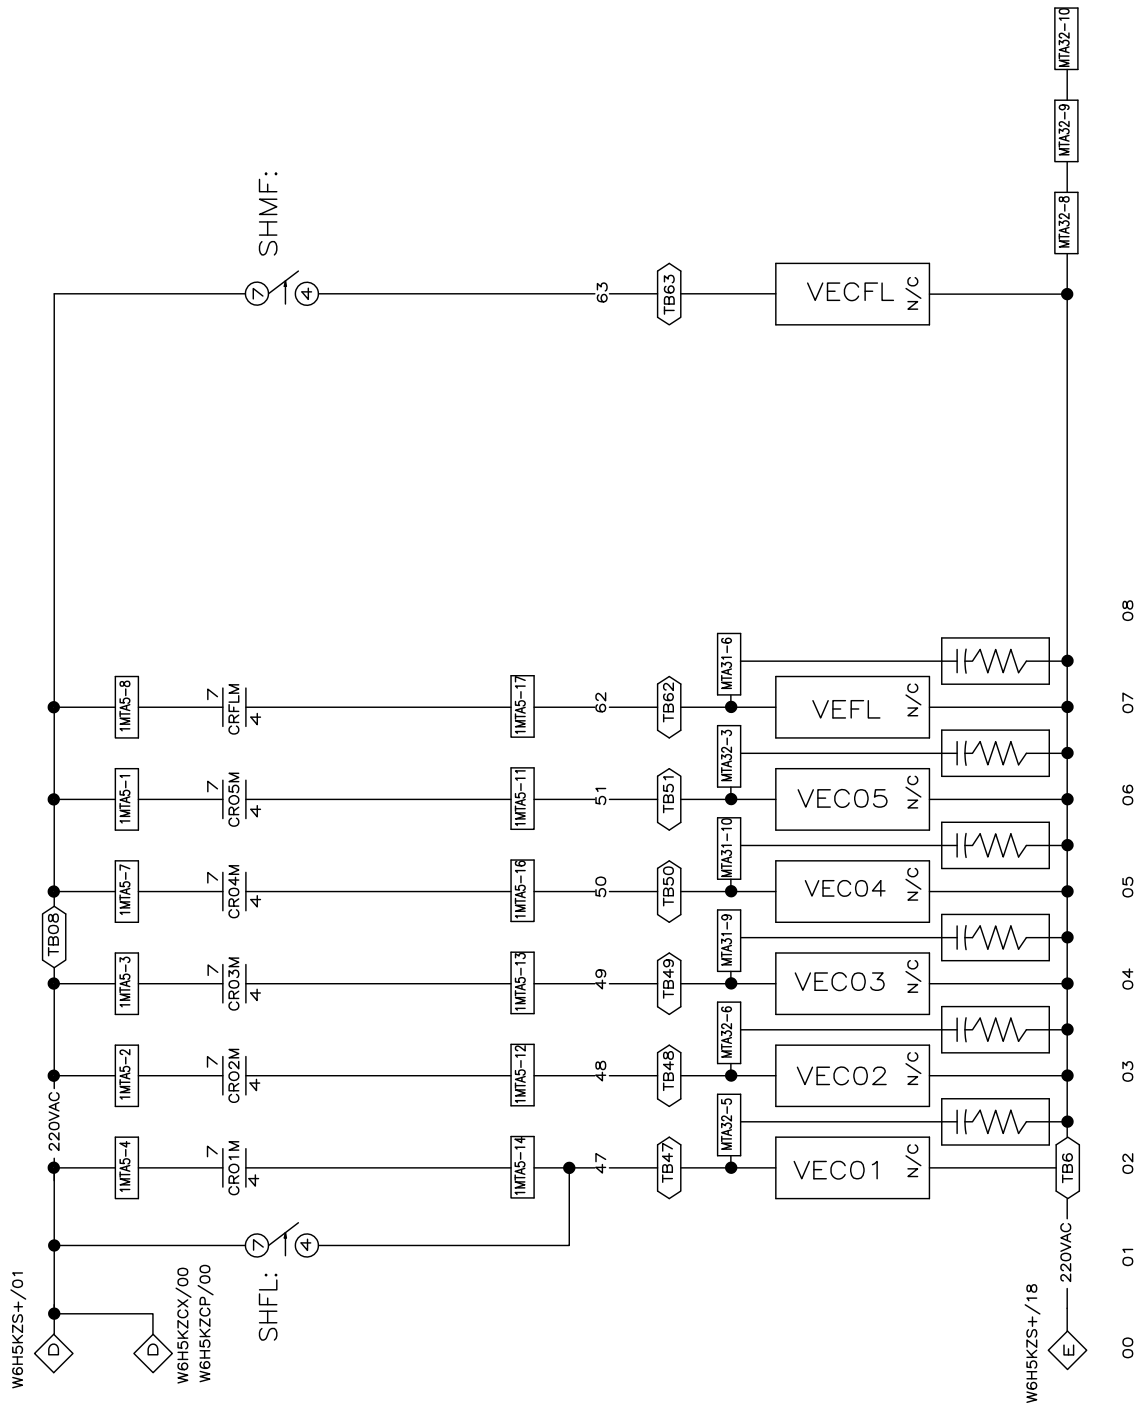 W6H5KZS+/01
D
D
W6H5KZCX/00
W6H5KZCP/00
220VAC
TB08
SHFL:
7
4
SHMF:
7
4
1MTA5-4
1MTA5-2
1MTA5-3
1MTA5-7
1MTA5-1
1MTA5-8
7
CR01M
4
7
CR02M
4
7
CR03M
4
7
CR04M
4
7
CR05M
4
7
CRFLM
4
1MTA5-14
1MTA5-12
1MTA5-13
1MTA5-16
1MTA5-11
1MTA5-17
47
48
49
50
51
62
63
TB47
TB48
TB49
TB50
TB51
TB62
TB63
MTA32-5
MTA32-6
MTA31-9
MTA31-10
MTA32-3
MTA31-6
VEC01
N/C
VEC02
N/C
VEC03
N/C
VEC04
N/C
VEC05
N/C
VEFL
N/C
VECFL
N/C
W6H5KZS+/18
E
220VAC
TB6
MTA32-8
MTA32-9
MTA32-10
00
01
02
03
04
05
06
07
08